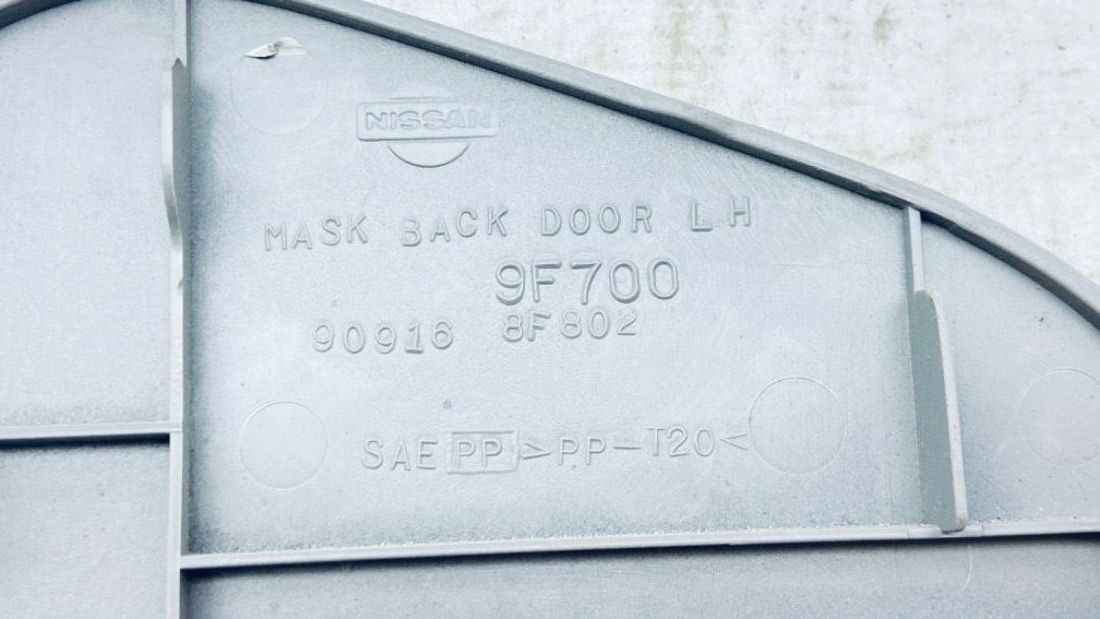 NISSAN
MASK BACK DOOR LH
9F700
90916 8F802
SAE PP >PP-T20<